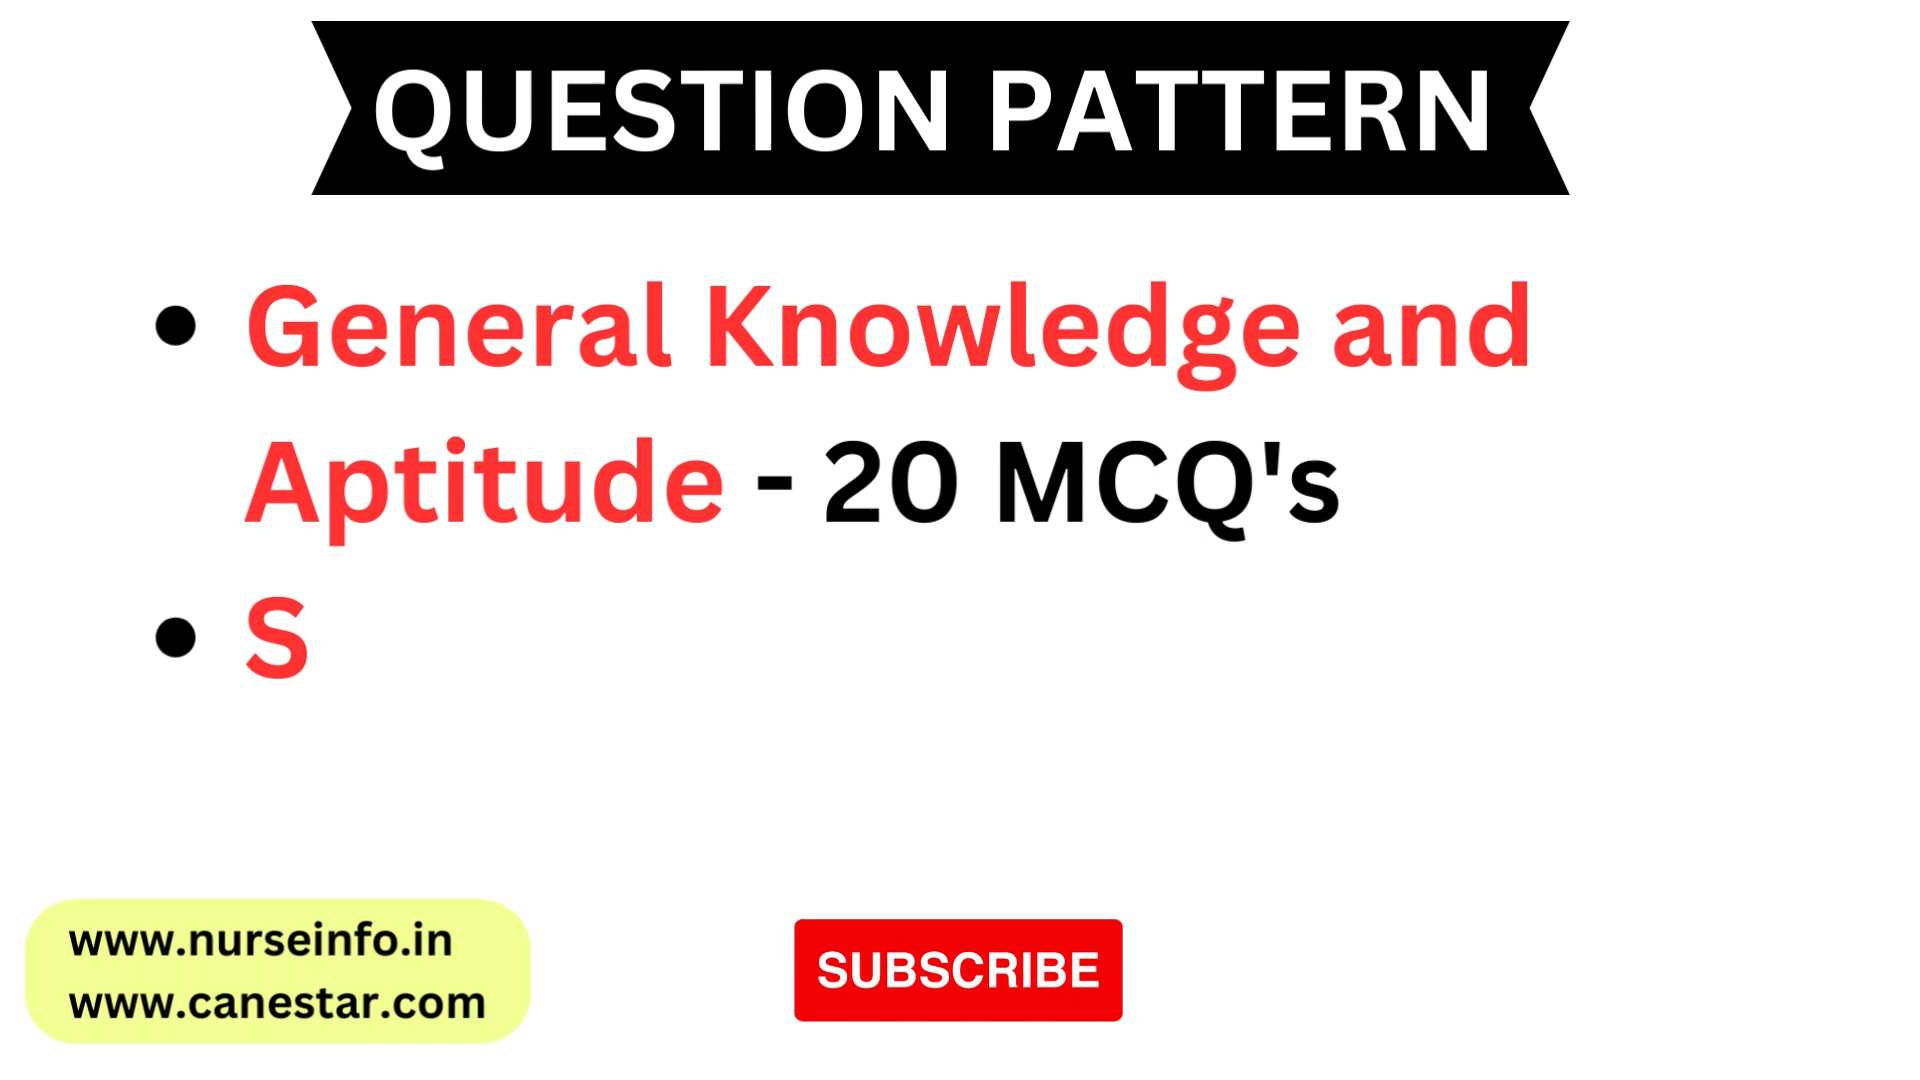 QUESTION PATTERN
• General Knowledge and
Aptitude - 20 MCQ's
• S
www.nurseinfo.in
www.canestar.com
SUBSCRIBE